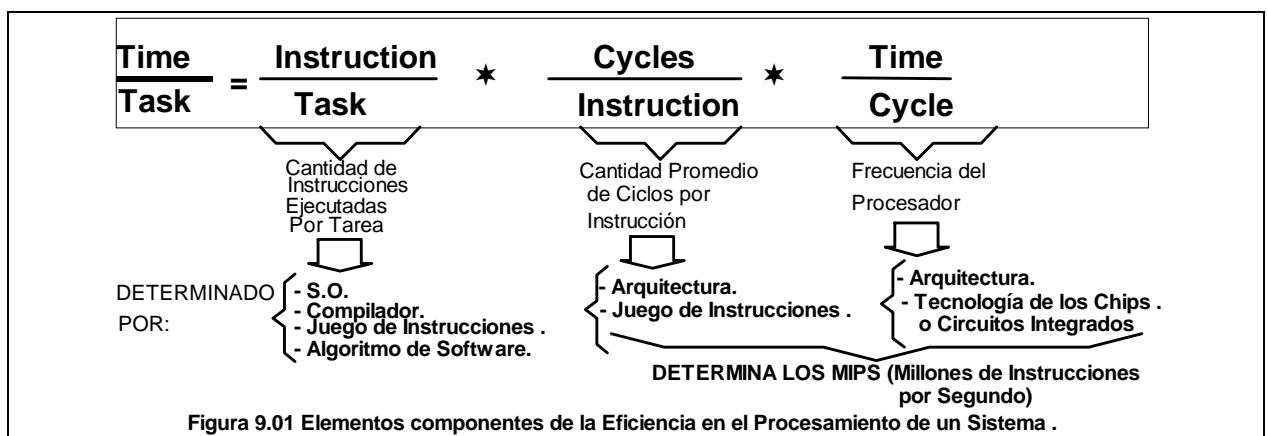 Time Instruction Cycles Time
= * *
Task Task Instruction Cycle
Cantidad de
Instrucciones
Ejecutadas
Por Tarea
Cantidad Promedio
de Ciclos por
Instrucción
Frecuencia del
Procesador
DETERMINADO
POR:
- S.O.
- Compilador.
- Juego de Instrucciones .
- Algoritmo de Software.
- Arquitectura.
- Juego de Instrucciones .
- Arquitectura.
- Tecnología de los Chips .
o Circuitos Integrados
DETERMINA LOS MIPS (Millones de Instrucciones
por Segundo)
Figura 9.01 Elementos componentes de la Eficiencia en el Procesamiento de un Sistema .